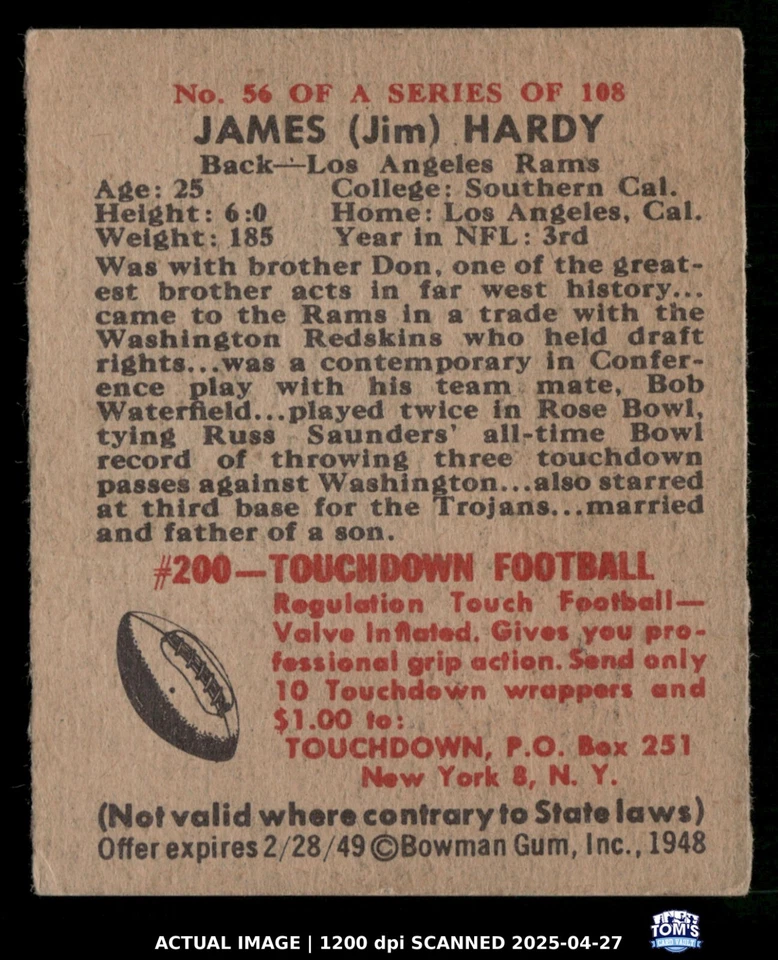 No. 56 OF A SERIES OF 108
JAMES (Jim) HARDY
Back—Los Angeles Rams
Age: 25 College: Southern Cal.
Height: 6:0 Home: Los Angeles, Cal.
Weight: 185 Year in NFL: 3rd
Was with brother Don, one of the great-
est brother acts in far west history...
came to the Rams in a trade with the
Washington Redskins who held draft
rights...was a contemporary in Confer-
ence play with his team mate, Bob
Waterfield...played twice in Rose Bowl,
tying Russ Saunders' all-time Bowl
record of throwing three touchdown
passes against Washington...also starred
at third base for the Trojans...married
and father of a son.
#200—TOUCHDOWN FOOTBALL
Regulation Touch Football—
Valve Inflated. Gives you pro-
fessional grip action. Send only
10 Touchdown wrappers and
$1.00 to:
TOUCHDOWN, P.O. Box 251
New York 8, N. Y.
(Not valid where contrary to State laws)
Offer expires 2/28/49 ©Bowman Gum, Inc., 1948
ACTUAL IMAGE | 1200 dpi SCANNED 2025-04-27
TOM'S
CARD VAULT